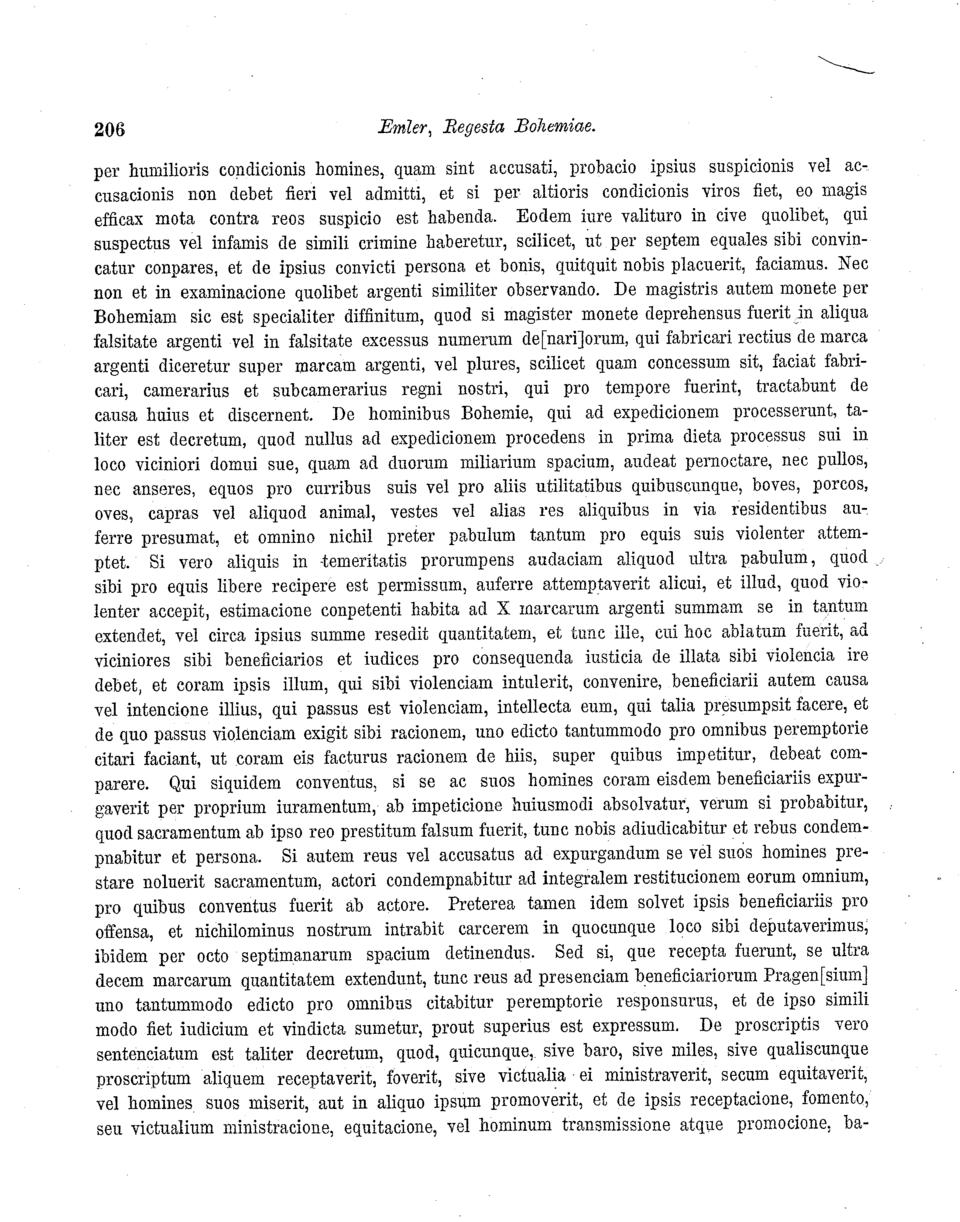 206 Emler, Regesta Bohemiae.
per humilioris condicionis homines, quam sint accusati, probacio ipsius suspicionis vel ac-
cusacionis non debet fieri vel admitti, et si per altioris condicionis viros fiet, eo magis
efficax mota contra reos suspicio est habenda. Eodem iure valituro in cive quolibet, qui
suspectus vel infamis de simili crimine haberetur, scilicet, ut per septem equales sibi convin-
catur conpares, et de ipsius convicti persona et bonis, quitquit nobis placuerit, faciamus. Nec
non et in examinacione quolibet argenti similiter observando. De magistris autem monete per
Bohemiam sic est specialiter diffinitum, quod si magister monete deprehensus fuerit in aliqua
falsitate argenti vel in falsitate excessus numerum de[nari]orum, qui fabricari rectius de marca
argenti diceretur super marcam argenti, vel plures, scilicet quam concessum sit, faciat fabri-
cari, camerarius et subcamerarius regni nostri, qui pro tempore fuerint, tractabunt de
causa huius et discernent. De hominibus Bohemie, qui ad expedicionem processerunt, ta-
liter est decretum, quod nullus ad expedicionem procedens in prima dieta processus sui in
loco viciniori domui sue, quam ad duorum miliarium spacium, audeat pernoctare, nec pullos,
nec anseres, equos pro curribus suis vel pro aliis utilitatibus quibuscunque, boves, porcos,
oves, capras vel aliquod animal, vestes vel alias res aliquibus in via residentibus au-
ferre presumat, et omnino nichil preter pabulum tantum pro equis suis violenter attem-
ptet. Si vero aliquis in temeritatis prorumpens audaciam aliquod ultra pabulum, quod
sibi pro equis libere recipere est permissum, auferre attemptaverit alicui, et illud, quod vio-
lenter accepit, estimacione conpetenti habita ad X marcarum argenti summam se in tantum
extendet, vel circa ipsius summe resedit quantitatem, et tunc ille, cui hoc ablatum fuerit, ad
viciniores sibi beneficiarios et iudices pro consequenda iusticia de illata sibi violencia ire
debet, et coram ipsis illum, qui sibi violenciam intulerit, convenire, beneficiarii autem causa
vel intencione illius, qui passus est violenciam, intellecta eum, qui talia presumpsit facere, et
de quo passus violenciam exigit sibi racionem, uno edicto tantummodo pro omnibus peremptorie
citari faciant, ut coram eis facturus racionem de hiis, super quibus impetitur, debeat com-
parere. Qui siquidem conventus, si se ac suos homines coram eisdem beneficiariis expur-
gaverit per proprium iuramentum, ab impeticione huiusmodi absolvatur, verum si probabitur,
quod sacramentum ab ipso reo prestitum falsum fuerit, tunc nobis adiudicabitur et rebus condem-
pnabitur et persona. Si autem reus vel accusatus ad expurgandum se vel suos homines pre-
stare noluerit sacramentum, actori condempnabitur ad integralem restitucionem eorum omnium,
pro quibus conventus fuerit ab actore. Preterea tamen idem solvet ipsis beneficiariis pro
offensa, et nichilominus nostrum intrabit carcerem in quocunque loco sibi deputaverimus,
ibidem per octo septimanarum spacium detinendus. Sed si, que recepta fuerunt, se ultra
decem marcarum quantitatem extendunt, tunc reus ad presenciam beneficiariorum Pragen[sium]
uno tantummodo edicto pro omnibus citabitur peremptorie responsurus, et de ipso simili
modo fiet iudicium et vindicta sumetur, prout superius est expressum. De proscriptis vero
sentenciatum est taliter decretum, quod, quicunque, sive baro, sive miles, sive qualiscunque
proscriptum aliquem receptaverit, foverit, sive victualia ei ministraverit, secum equitaverit,
vel homines suos miserit, aut in aliquo ipsum promoverit, et de ipsis receptacione, fomento,
seu victualium ministracione, equitacione, vel hominum transmissione atque promocione, ba-